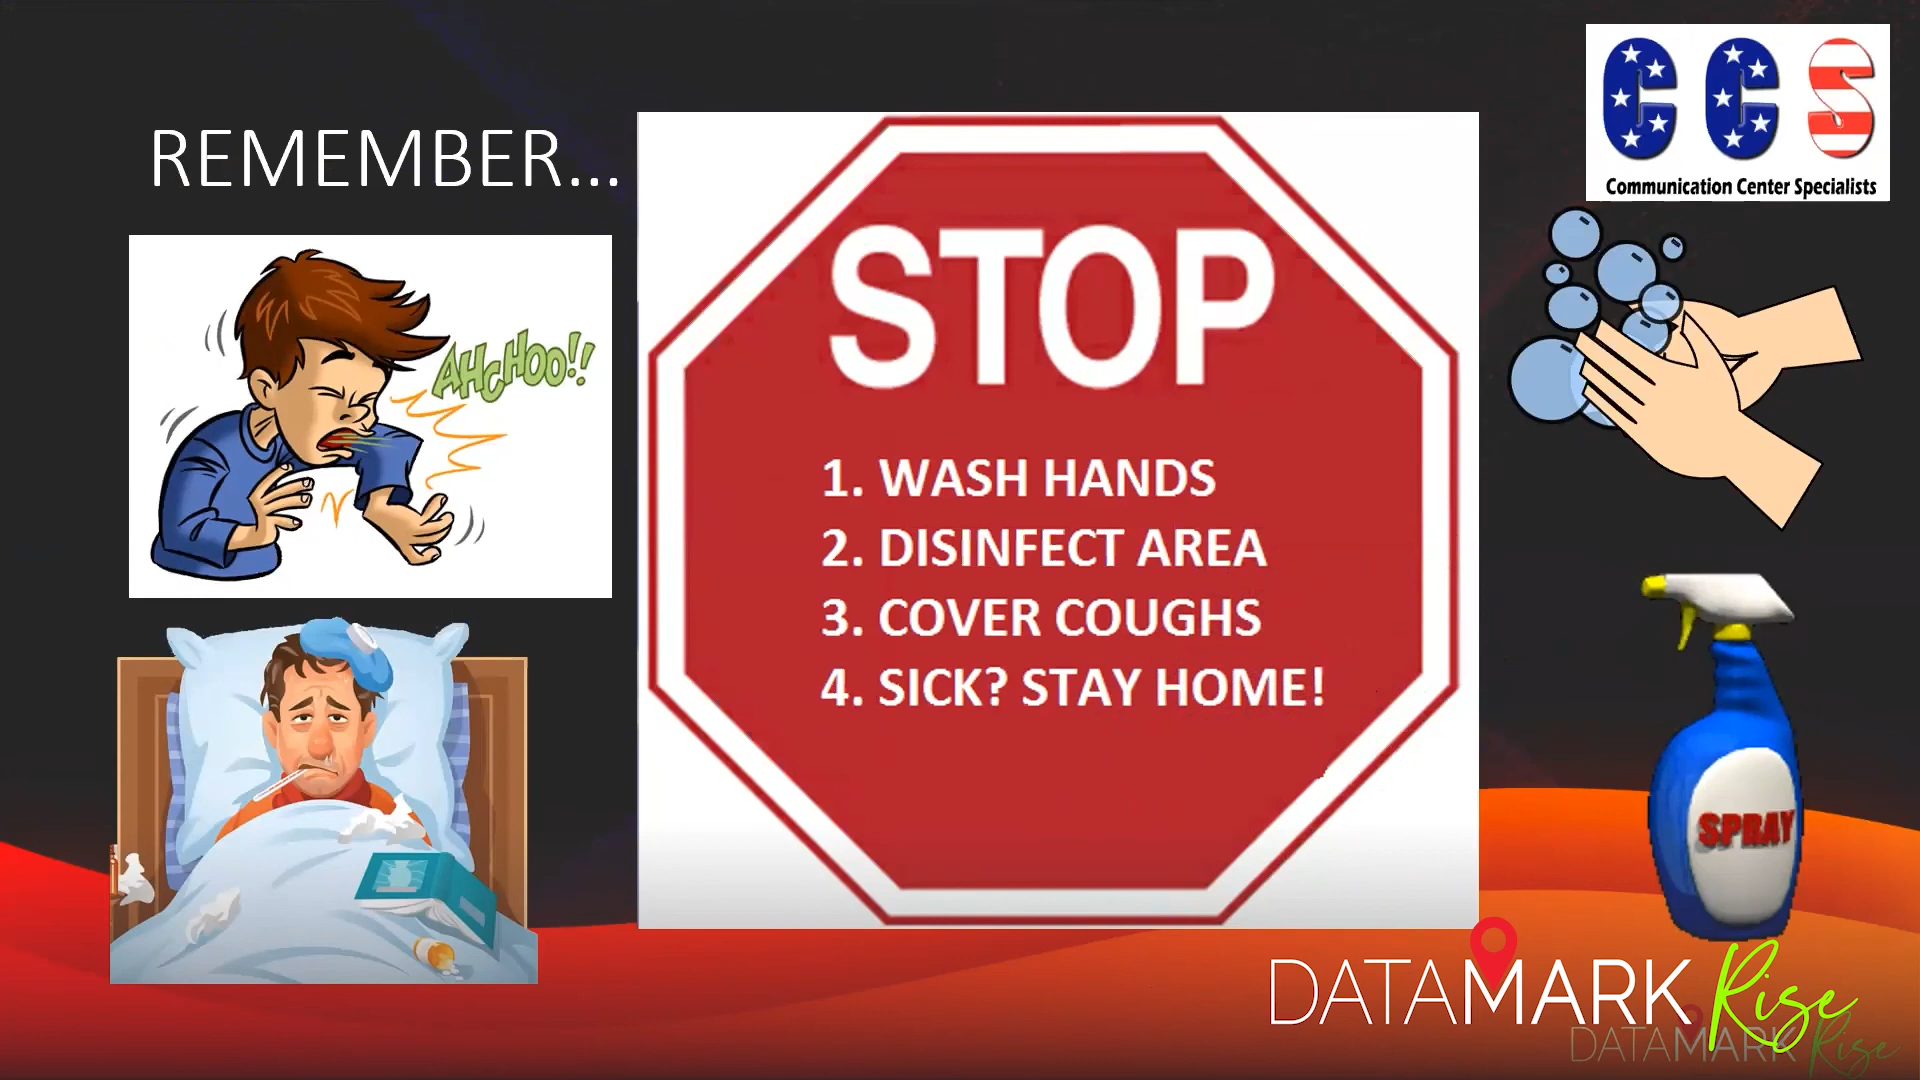 REMEMBER...
AHcHOO!!
STOP
1. WASH HANDS
2. DISINFECT AREA
3. COVER COUGHS
4. SICK? STAY HOME!
CCS
Communication Center Specialists
SPRAY
DATAMARK Rise
DATAMARK Rise